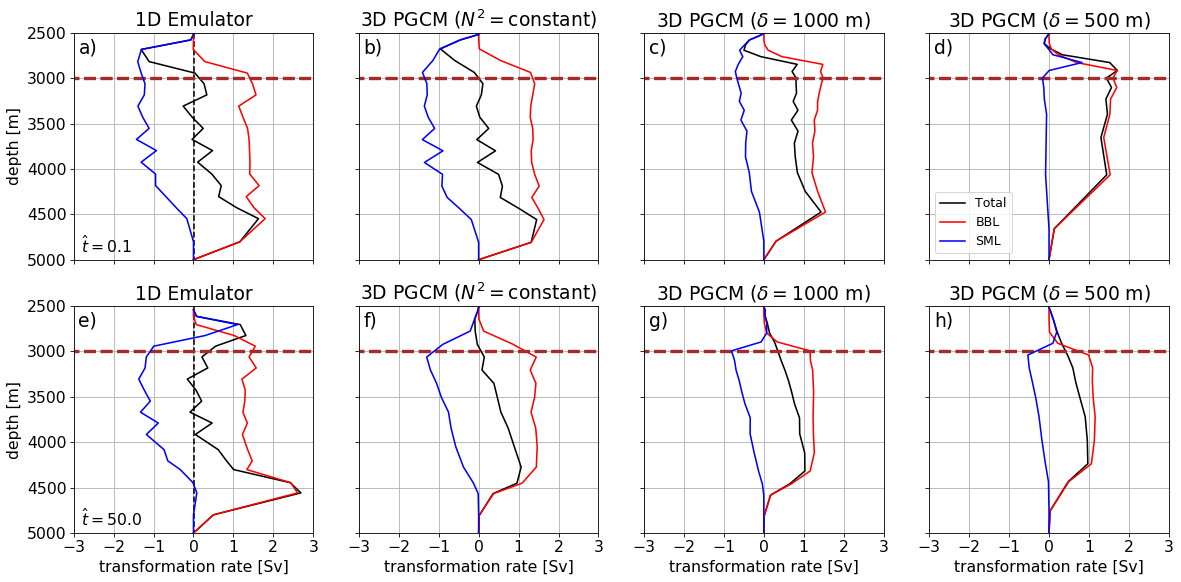 1D Emulator
3D PGCM (N² = constant)
3D PGCM (δ = 1000 m)
3D PGCM (δ = 500 m)
2500
3000
3500
4000
4500
5000
depth [m]
a)
b)
c)
d)
t̂ = 0.1
Total
BBL
SML
1D Emulator
3D PGCM (N² = constant)
3D PGCM (δ = 1000 m)
3D PGCM (δ = 500 m)
2500
3000
3500
4000
4500
5000
depth [m]
e)
f)
g)
h)
t̂ = 50.0
−3 −2 −1 0 1 2 3
−3 −2 −1 0 1 2 3
−3 −2 −1 0 1 2 3
−3 −2 −1 0 1 2 3
transformation rate [Sv]
transformation rate [Sv]
transformation rate [Sv]
transformation rate [Sv]